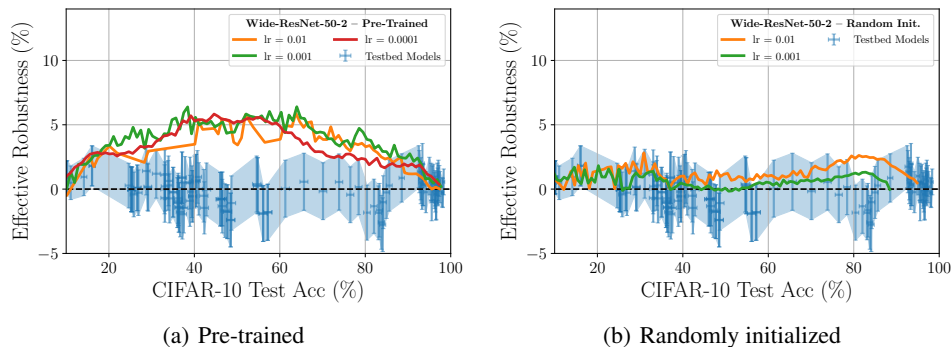 Wide-ResNet-50-2 – Pre-Trained
lr = 0.01
lr = 0.0001
lr = 0.001
Testbed Models
Effective Robustness (%)
10
5
0
−5
20
40
60
80
100
CIFAR-10 Test Acc (%)
(a) Pre-trained
Wide-ResNet-50-2 – Random Init.
lr = 0.01
Testbed Models
lr = 0.001
Effective Robustness (%)
10
5
0
−5
20
40
60
80
100
CIFAR-10 Test Acc (%)
(b) Randomly initialized